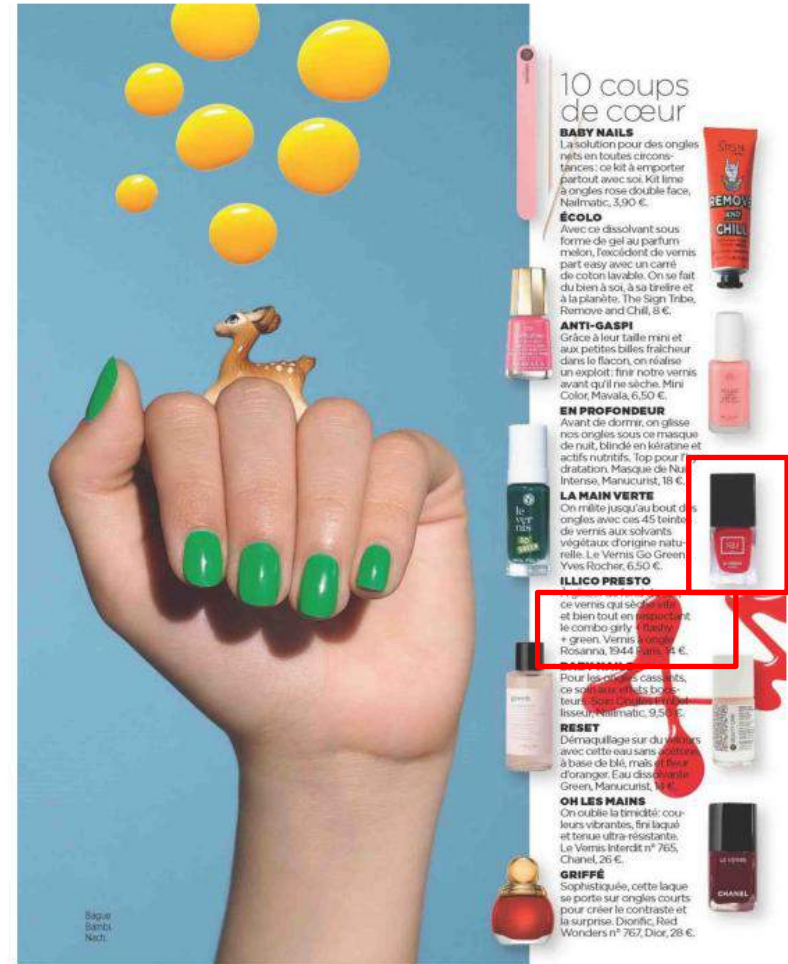 10 coups
de cœur
BABY NAILS
La solution pour des ongles
nets en toutes circons-
tances : ce kit à emporter
partout avec soi. Kit lime
à ongles rose double face,
Nailmatic, 3,90 €.
ÉCOLO
Avec ce dissolvant sous
forme de gel au parfum
melon, l'excédent de vernis
part easy avec un carré
de coton lavable. On se fait
du bien à soi, à sa tirelire et
à la planète. The Sign Tribe,
Remove and Chill, 8 €.
ANTI-GASPI
Grâce à leur taille mini et
aux petites billes fraîcheur
dans le flacon, on réalise
un exploit : finir notre vernis
avant qu'il ne sèche. Mini
Color, Mavala, 6,50 €.
EN PROFONDEUR
Avant de dormir, on glisse
nos ongles sous ce masque
de nuit, blindé en kératine et
actifs nutritifs. Top pour
dratation. Masque de Nuit
Intense, Manucurist, 18 €.
LA MAIN VERTE
On milite jusqu'au bout des
ongles avec ces 45 teintes
de vernis aux solvants
végétaux d'origine natu-
relle. Le Vernis Go Green,
Yves Rocher, 6,50 €.
ILLICO PRESTO
ce vernis qui sèche vite
et bien tout en respectant
le combo girly + flashy
+ green. Vernis à ongle
Rosanna, 1944 Paris, 14 €.
BABY NAILS
Pour les ongles cassants,
ce soin aux effets boos-
teurs. Soin Ongles Embel-
lisseur, Nailmatic, 9,50 €.
RESET
Démaquillage sur du velours
avec cette eau sans acétone,
à base de blé, maïs et fleur
d'oranger. Eau dissolvante
Green, Manucurist, 14 €.
OH LES MAINS
On oublie la timidité : cou-
leurs vibrantes, fini laqué
et tenue ultra-résistante.
Le Vernis Interdit n° 765,
Chanel, 26 €.
GRIFFÉ
Sophistiquée, cette laque
se porte sur ongles courts
pour créer le contraste et
la surprise. Diorific, Red
Wonders n° 767, Dior, 28 €.
SIGN
REMOVE
AND
CHILL
le
ver
nis
GO
GREEN
green
LE VERNIS
CHANEL
Bague
Bambi,
Nach.